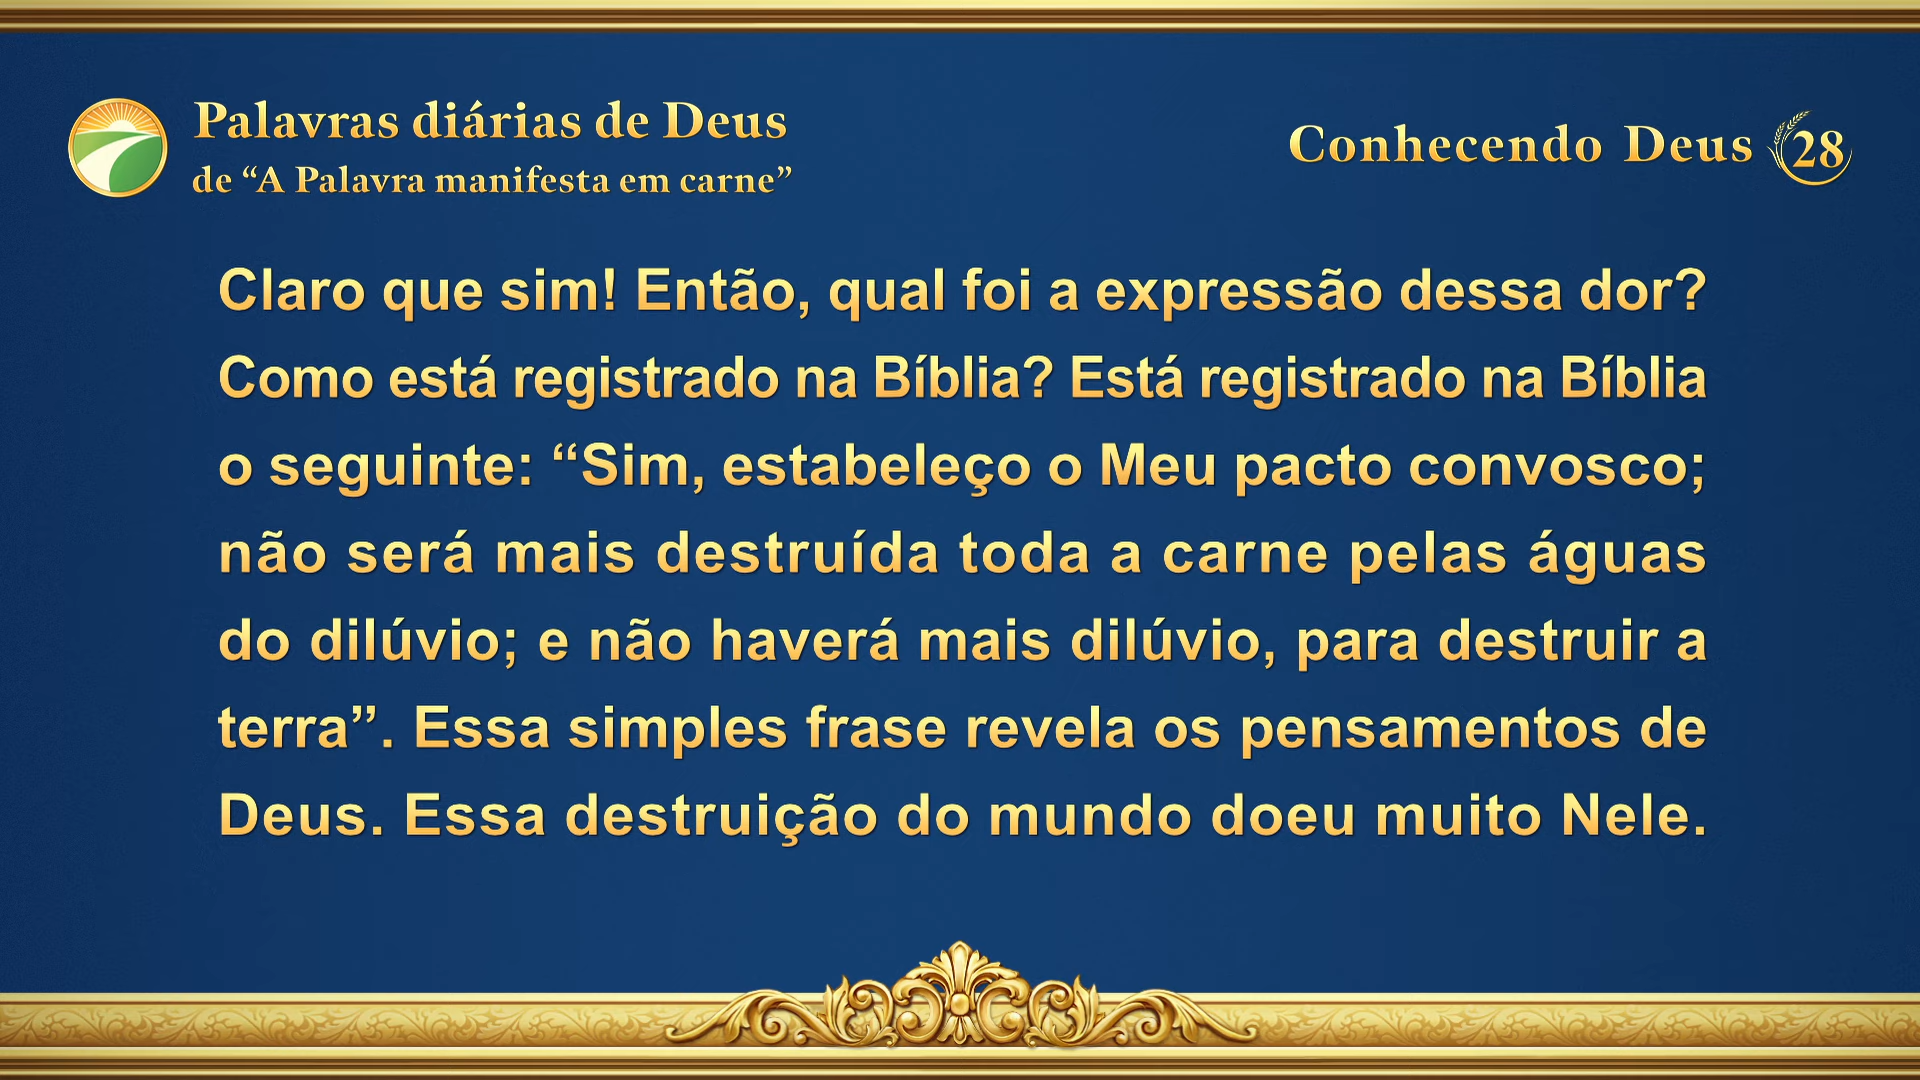 Palavras diárias de Deus
de “A Palavra manifesta em carne”
Conhecendo Deus 28
Claro que sim! Então, qual foi a expressão dessa dor?
Como está registrado na Bíblia? Está registrado na Bíblia
o seguinte: “Sim, estabeleço o Meu pacto convosco;
não será mais destruída toda a carne pelas águas
do dilúvio; e não haverá mais dilúvio, para destruir a
terra”. Essa simples frase revela os pensamentos de
Deus. Essa destruição do mundo doeu muito Nele.